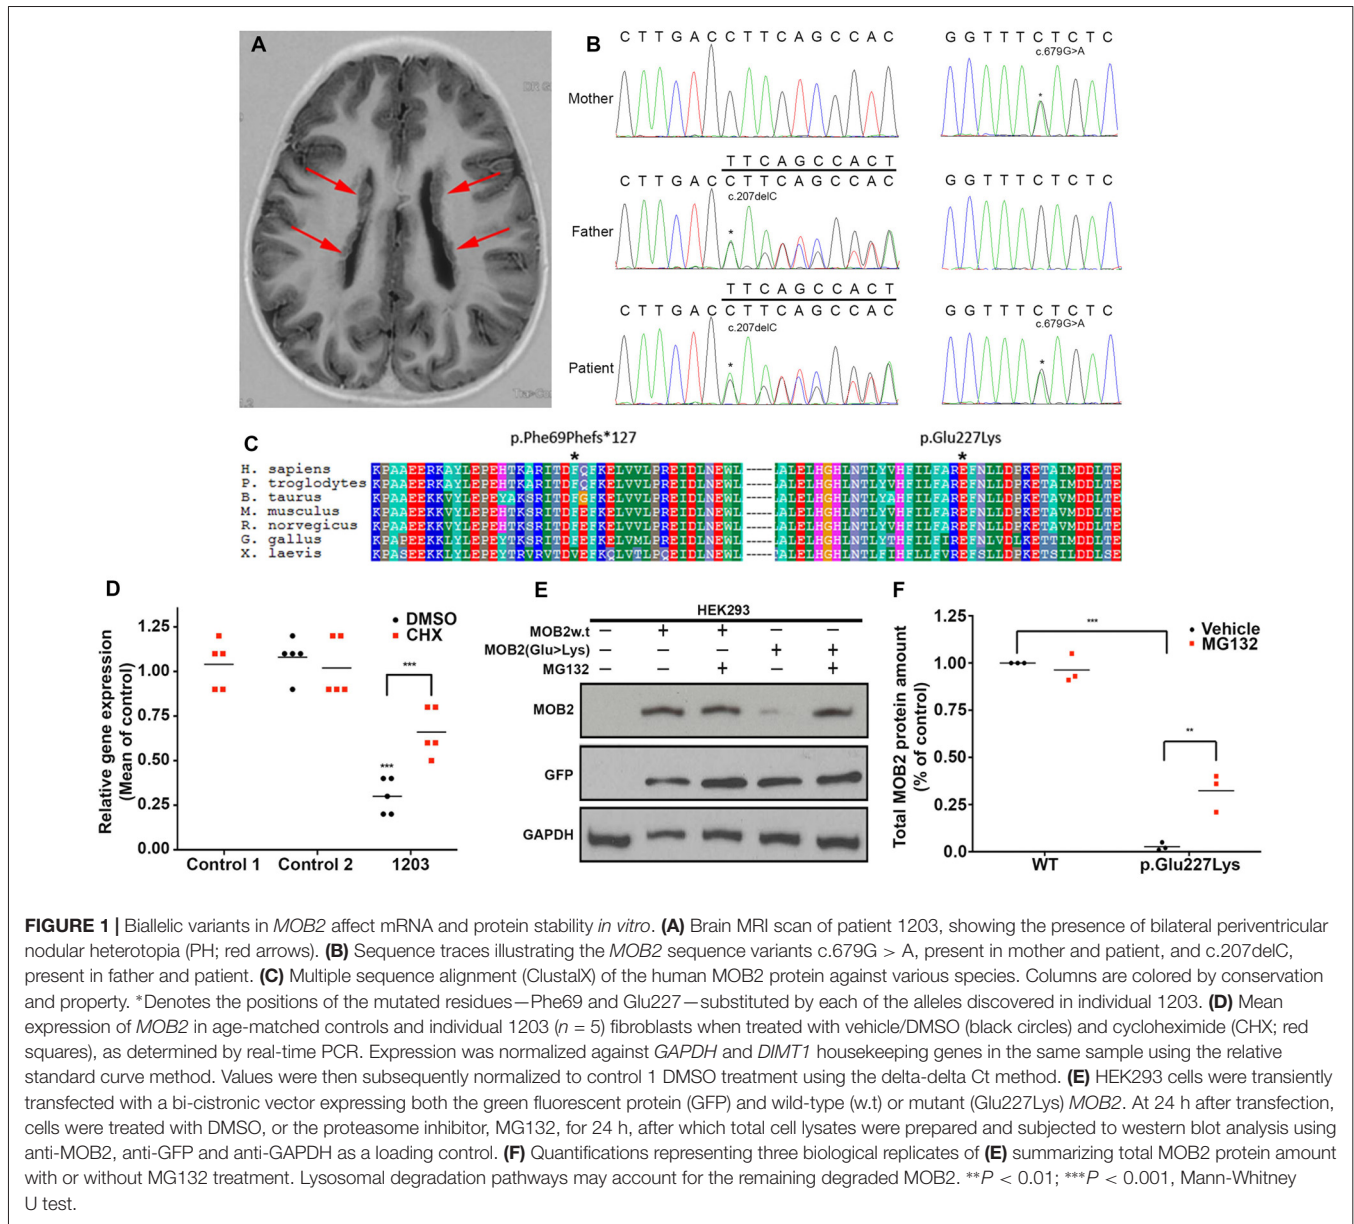 A
B
C T T G A C C T T C A G C C A C
G G T T T C T C T C
c.679G>A
Mother
*
*
T T C A G C C A C T
C T T G A C C T T C A G C C A C
G G T T T C T C T C
c.207delC
Father
*
T T C A G C C A C T
C T T G A C C T T C A G C C A C
G G T T T C T C T C
c.207delC
c.679G>A
Patient
*
*
C
p.Phe69Phefs*127
p.Glu227Lys
* *
H. sapiens KPAAEERKAYLEPEHTKARITDFQFKELVVLPREIDLNEWL ----- ALELHGHLNTLYVHFILFAREFNLLDPKETAIMDDLTE
P. troglodytes KPAAEERKAYLEPEHTKARITDFQFKELVVLPREIDLNEWL ----- ALELHGHLNTLYVHFILFAREFNLLDPKETAIMDDLTE
B. taurus
M. musculus
R. norvegicus
G. gallus
X. laevis
D
DMSO
CHX
Relative gene expression
(Mean of control)
1.25
1.00
0.75
0.50
0.25
0.00
***
***
Control 1 Control 2 1203
E
HEK293
MOB2w.t – + + – –
MOB2(Glu>Lys) – – – + +
MG132 – – + – +
MOB2
GFP
GAPDH
F
Vehicle
MG132
Total MOB2 protein amount
(% of control)
1.25
1.00
0.75
0.50
0.25
0.0
***
**
WT p.Glu227Lys
FIGURE 1 | Biallelic variants in MOB2 affect mRNA and protein stability in vitro. (A) Brain MRI scan of patient 1203, showing the presence of bilateral periventricular
nodular heterotopia (PH; red arrows). (B) Sequence traces illustrating the MOB2 sequence variants c.679G > A, present in mother and patient, and c.207delC,
present in father and patient. (C) Multiple sequence alignment (ClustalX) of the human MOB2 protein against various species. Columns are colored by conservation
and property. *Denotes the positions of the mutated residues—Phe69 and Glu227—substituted by each of the alleles discovered in individual 1203. (D) Mean
expression of MOB2 in age-matched controls and individual 1203 (n = 5) fibroblasts when treated with vehicle/DMSO (black circles) and cycloheximide (CHX; red
squares), as determined by real-time PCR. Expression was normalized against GAPDH and DIMT1 housekeeping genes in the same sample using the relative
standard curve method. Values were then subsequently normalized to control 1 DMSO treatment using the delta-delta Ct method. (E) HEK293 cells were transiently
transfected with a bi-cistronic vector expressing both the green fluorescent protein (GFP) and wild-type (w.t) or mutant (Glu227Lys) MOB2. At 24 h after transfection,
cells were treated with DMSO, or the proteasome inhibitor, MG132, for 24 h, after which total cell lysates were prepared and subjected to western blot analysis using
anti-MOB2, anti-GFP and anti-GAPDH as a loading control. (F) Quantifications representing three biological replicates of (E) summarizing total MOB2 protein amount
with or without MG132 treatment. Lysosomal degradation pathways may account for the remaining degraded MOB2. **P < 0.01; ***P < 0.001, Mann-Whitney
U test.